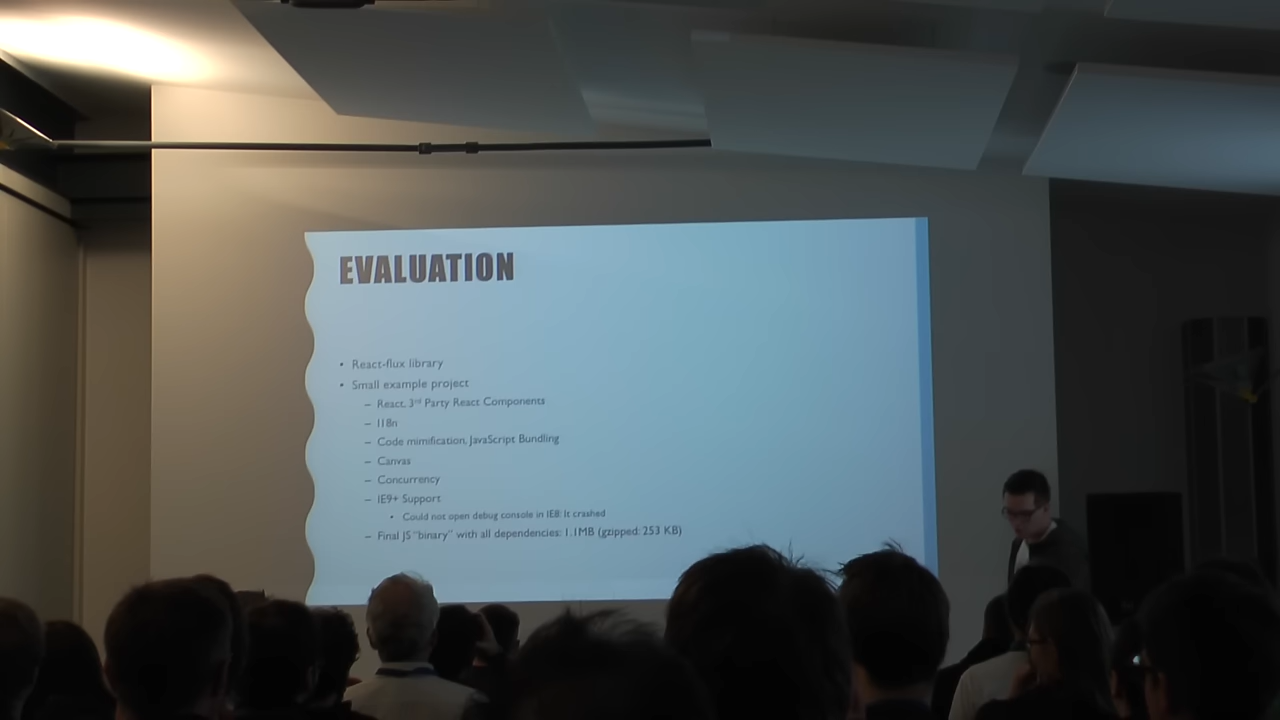 EVALUATION
• React-flux library
• Small example project
– React, 3rd Party React Components
– I18n
– Code mimification, JavaScript Bundling
– Canvas
– Concurrency
– IE9+ Support
• Could not open debug console in IE8: It crashed
– Final JS "binary" with all dependencies: 1.1MB (gzipped: 253 KB)